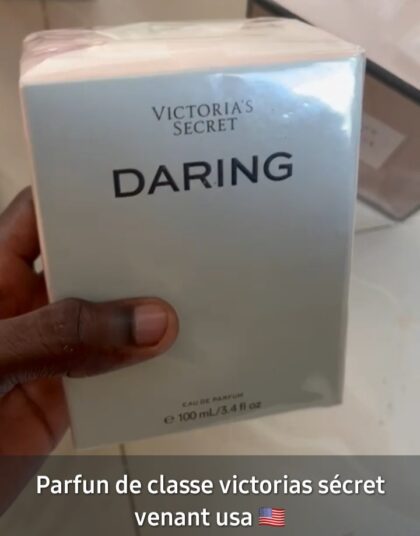 VICTORIA'S
SECRET
DARING
EAU DE PARFUM
℮ 100 mL/3.4 fl oz
Parfun de classe victorias sécret
venant usa 🇺🇸